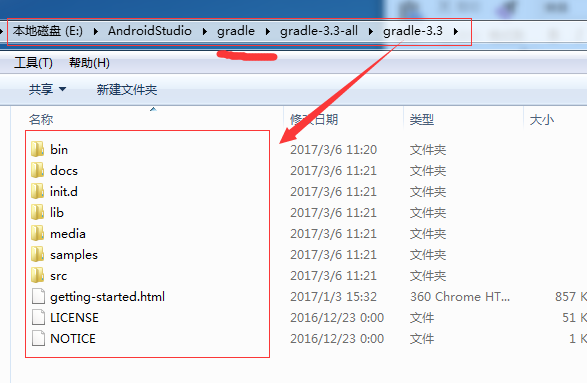 本地磁盘 (E:) ▸ AndroidStudio ▸ gradle ▸ gradle-3.3-all ▸ gradle-3.3 ▸
工具(T) 帮助(H)
共享 ▼ 新建文件夹
名称 修改日期 类型 大小
bin 2017/3/6 11:20 文件夹
docs 2017/3/6 11:21 文件夹
init.d 2017/3/6 11:21 文件夹
lib 2017/3/6 11:21 文件夹
media 2017/3/6 11:21 文件夹
samples 2017/3/6 11:21 文件夹
src 2017/3/6 11:21 文件夹
getting-started.html 2017/1/3 15:32 360 Chrome HT... 857 K
LICENSE 2016/12/23 0:00 文件 51 K
NOTICE 2016/12/23 0:00 文件 1 K